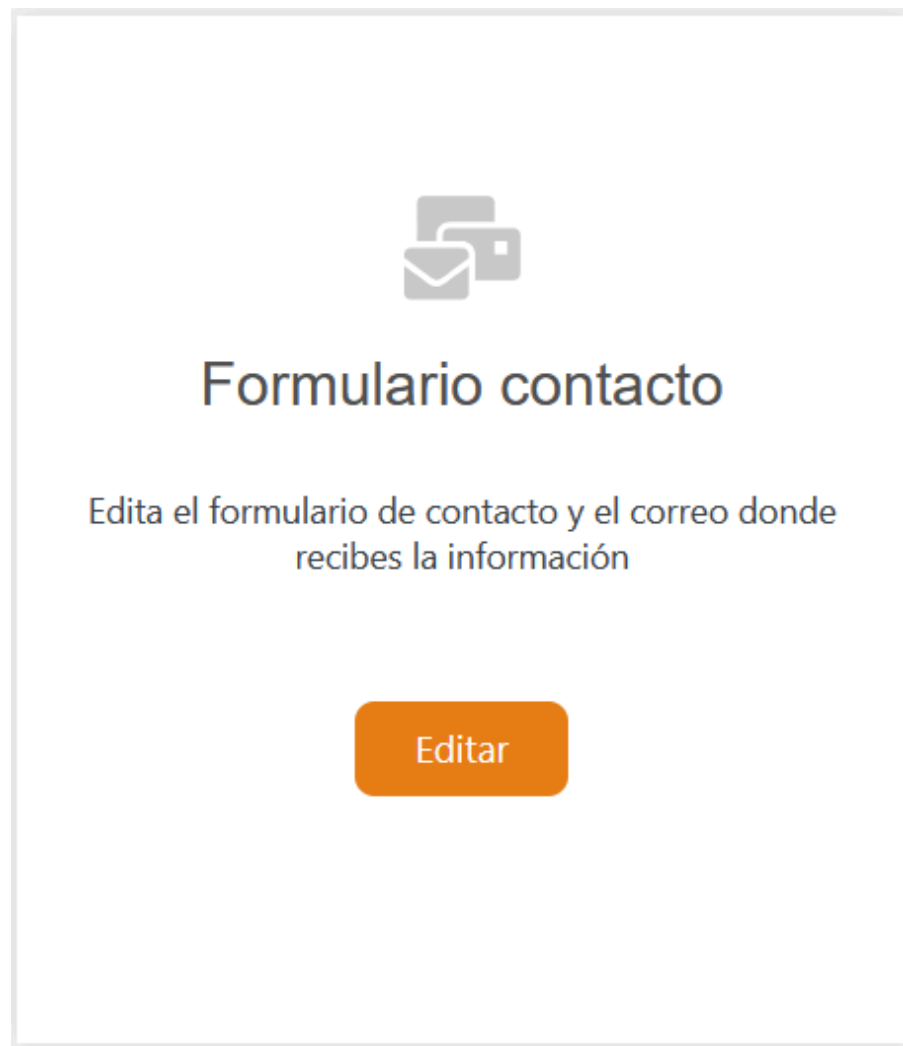 Formulario contacto
Edita el formulario de contacto y el correo donde
recibes la información
Editar